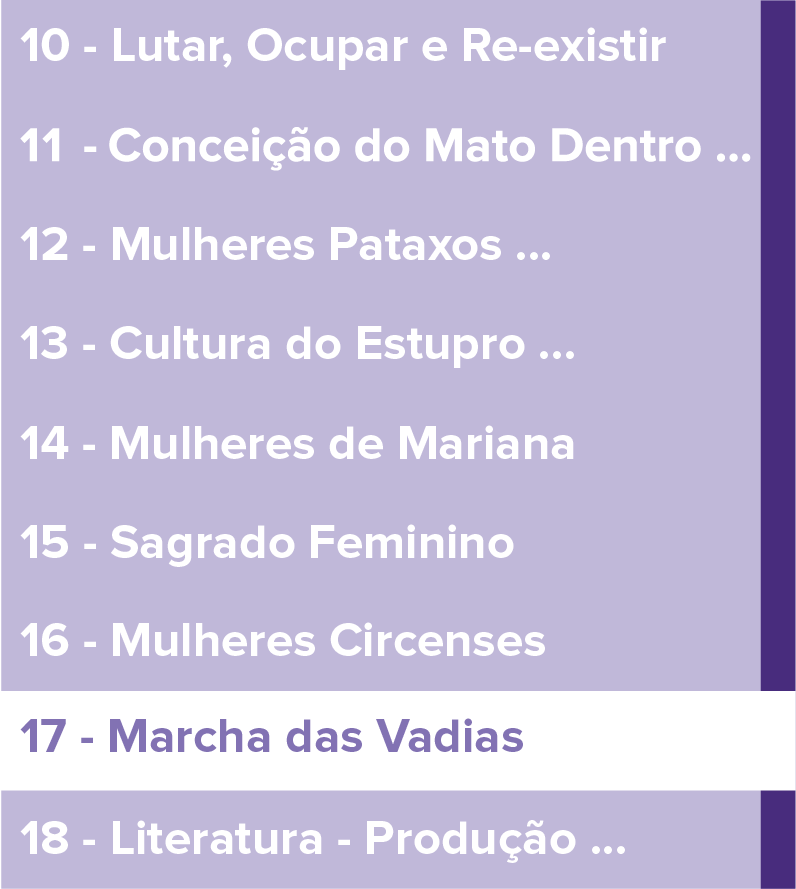 10 - Lutar, Ocupar e Re-existir
11 - Conceição do Mato Dentro ...
12 - Mulheres Pataxos ...
13 - Cultura do Estupro ...
14 - Mulheres de Mariana
15 - Sagrado Feminino
16 - Mulheres Circenses
17 - Marcha das Vadias
18 - Literatura - Produção ...